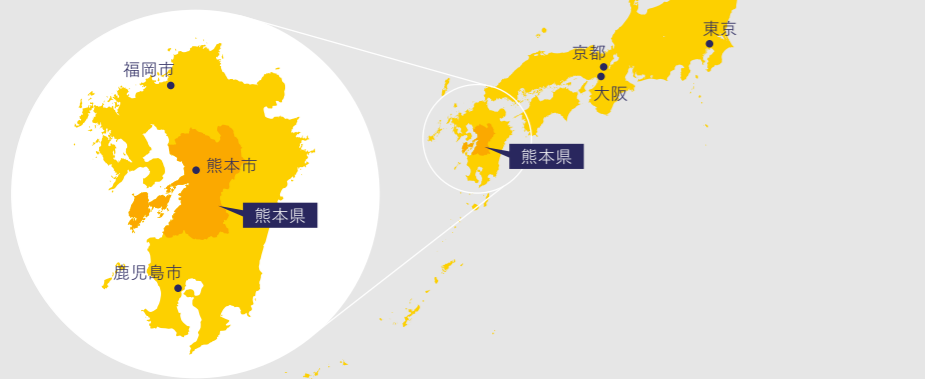 福岡市
熊本市
熊本県
鹿児島市
東京
京都
大阪
熊本県